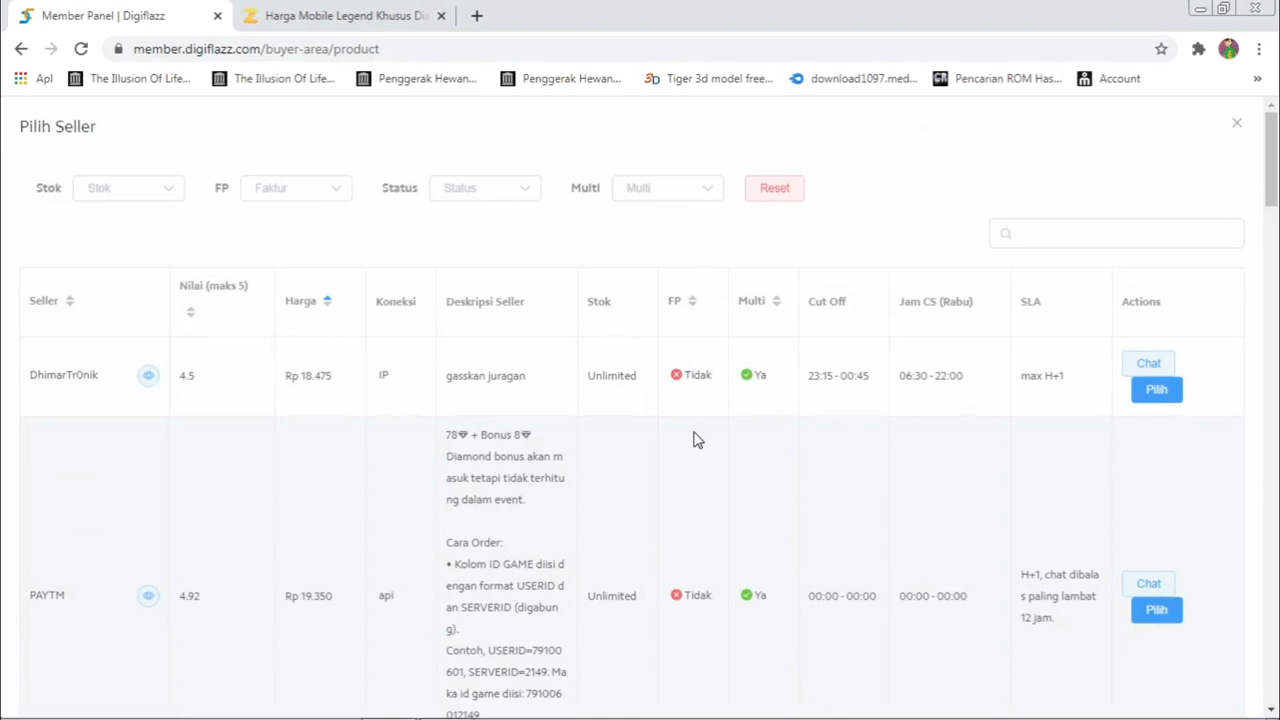 Member Panel | Digiflazz
Harga Mobile Legend Khusus Dia
member.digiflazz.com/buyer-area/product
Apl
The Illusion Of Life...
The Illusion Of Life...
Penggerak Hewan...
Penggerak Hewan...
Tiger 3d model free...
download1097.med...
Pencarian ROM Has...
Account
»
Pilih Seller
Stok Stok FP Faktur Status Status Multi Multi Reset
Seller Nilai (maks 5) Harga Koneksi Deskripsi Seller Stok FP Multi Cut Off Jam CS (Rabu) SLA Actions
DhimarTr0nik 4.5 Rp 18.475 IP gasskan juragan Unlimited Tidak Ya 23:15 - 00:45 06:30 - 22:00 max H+1 Chat
Pilih
PAYTM 4.92 Rp 19.350 api
78💎 + Bonus 8💎
Diamond bonus akan m
asuk tetapi tidak terhitu
ng dalam event.
Cara Order:
• Kolom ID GAME diisi d
engan format USERID d
an SERVERID (digabun
g).
Contoh, USERID=79100
601, SERVERID=2149. Ma
ka id game diisi: 791006
012149
Unlimited Tidak Ya 00:00 - 00:00 00:00 - 00:00
H+1, chat dibala
s paling lambat
12 jam.
Chat
Pilih